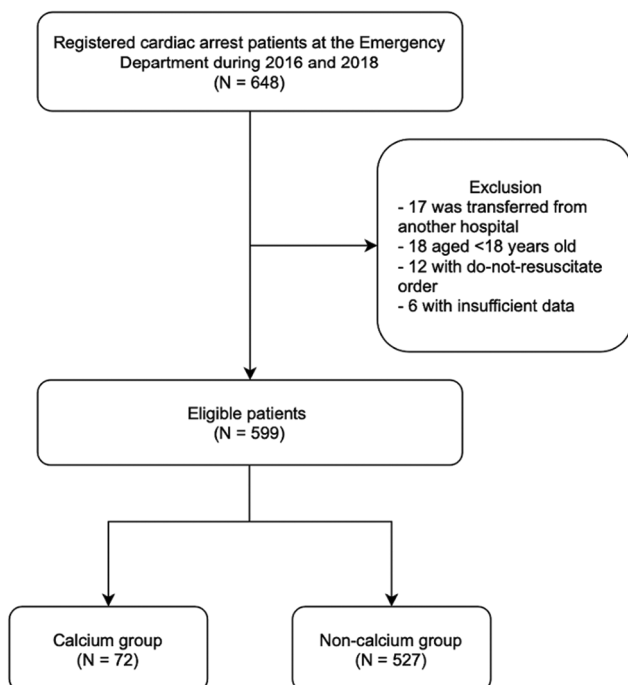 Registered cardiac arrest patients at the Emergency
Department during 2016 and 2018
(N = 648)
Exclusion
- 17 was transferred from
another hospital
- 18 aged <18 years old
- 12 with do-not-resuscitate
order
- 6 with insufficient data
Eligible patients
(N = 599)
Calcium group
(N = 72)
Non-calcium group
(N = 527)